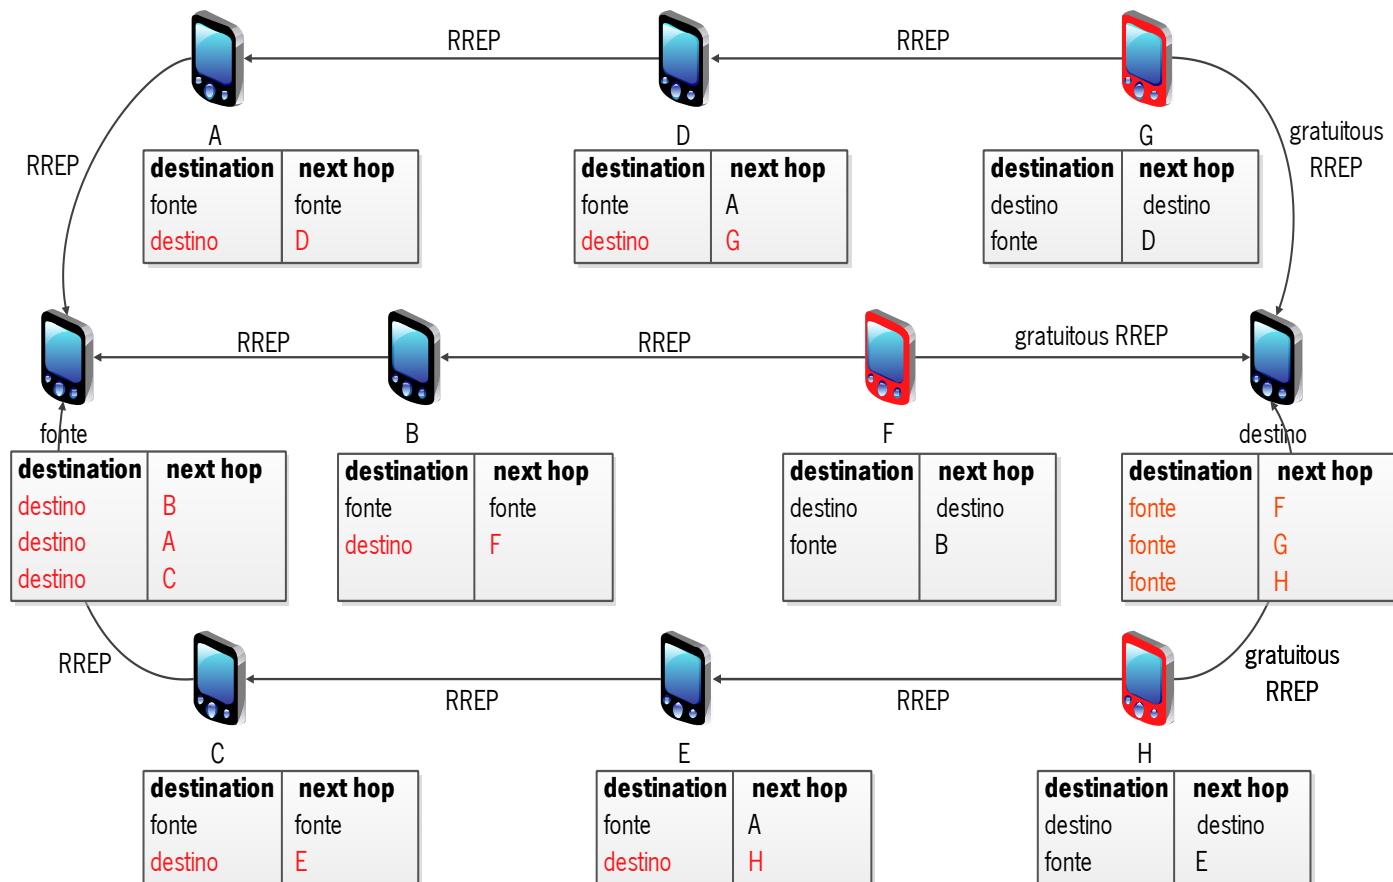 RREP
RREP
RREP
gratuitous
RREP
A
destination next hop
fonte fonte
destino D
D
destination next hop
fonte A
destino G
G
destination next hop
destino destino
fonte D
RREP
RREP
gratuitous RREP
fonte
destination next hop
destino B
destino A
destino C
B
destination next hop
fonte fonte
destino F
F
destination next hop
destino destino
fonte B
destino
destination next hop
fonte F
fonte G
fonte H
RREP
RREP
RREP
gratuitous
RREP
C
destination next hop
fonte fonte
destino E
E
destination next hop
fonte A
destino H
H
destination next hop
destino destino
fonte E